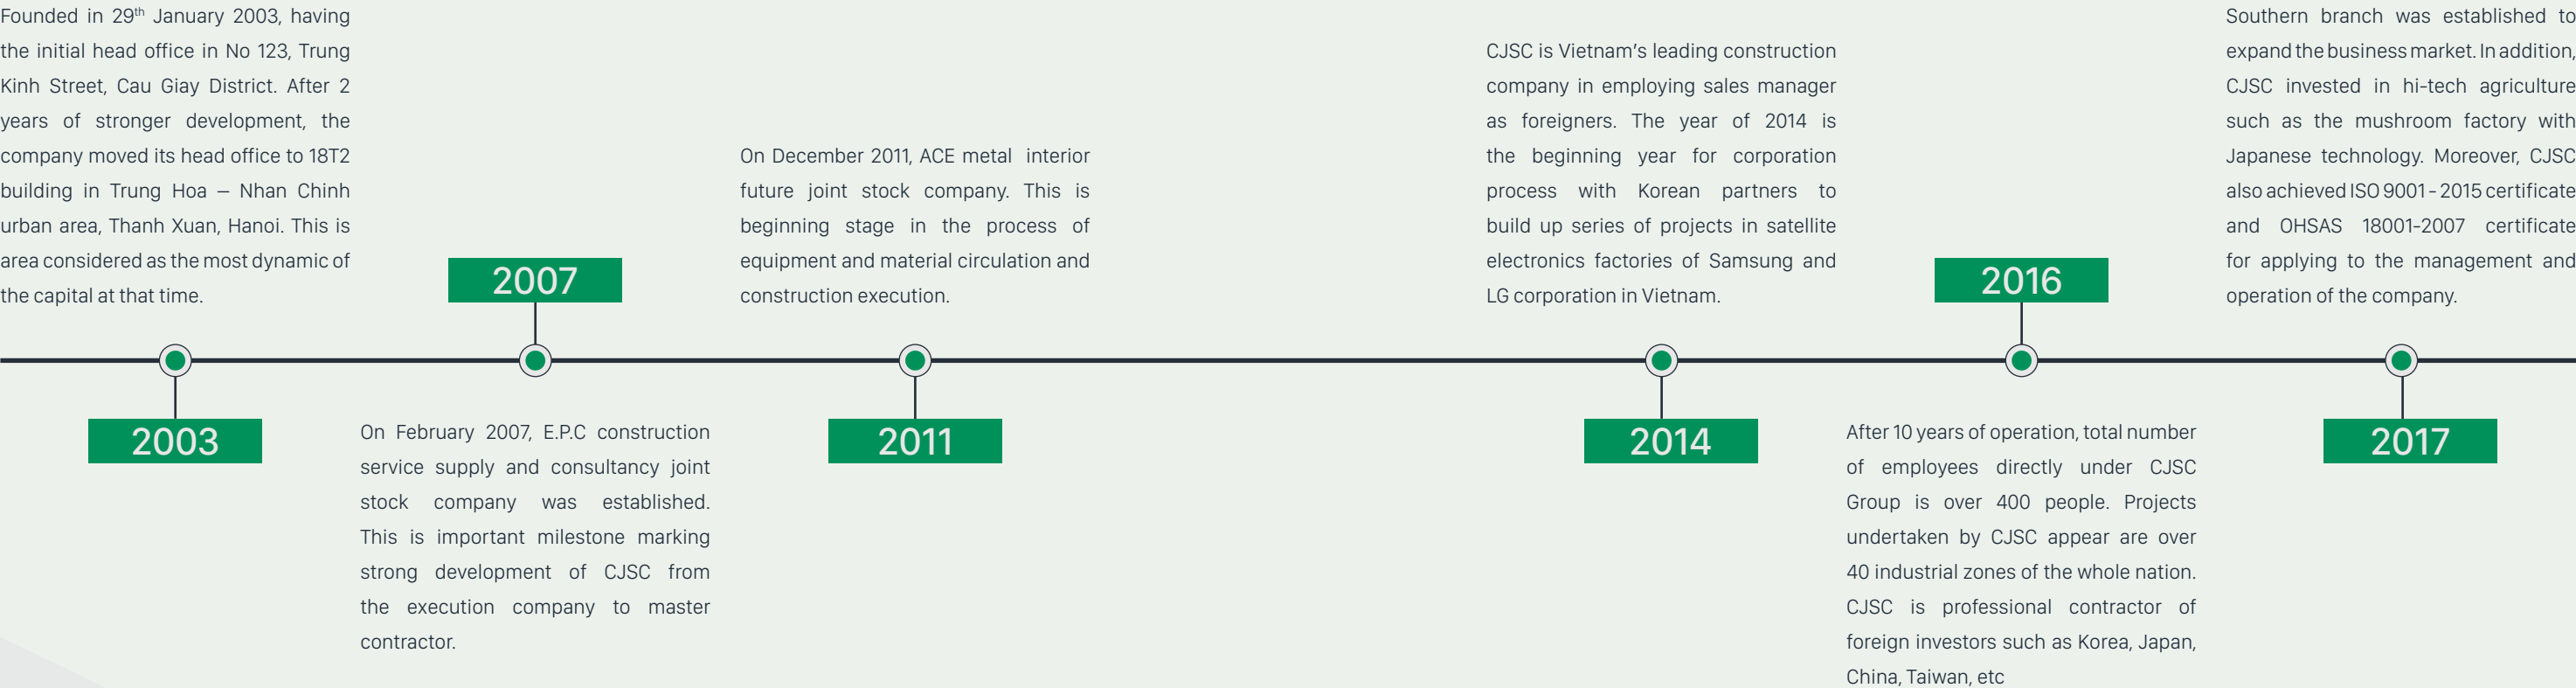 Founded in 29th January 2003, having
the initial head office in No 123, Trung
Kinh Street, Cau Giay District. After 2
years of stronger development, the
company moved its head office to 18T2
building in Trung Hoa – Nhan Chinh
urban area, Thanh Xuan, Hanoi. This is
area considered as the most dynamic of
the capital at that time.
2003
2007
On February 2007, E.P.C construction
service supply and consultancy joint
stock company was established.
This is important milestone marking
strong development of CJSC from
the execution company to master
contractor.
On December 2011, ACE metal interior
future joint stock company. This is
beginning stage in the process of
equipment and material circulation and
construction execution.
2011
CJSC is Vietnam's leading construction
company in employing sales manager
as foreigners. The year of 2014 is
the beginning year for corporation
process with Korean partners to
build up series of projects in satellite
electronics factories of Samsung and
LG corporation in Vietnam.
2014
2016
After 10 years of operation, total number
of employees directly under CJSC
Group is over 400 people. Projects
undertaken by CJSC appear are over
40 industrial zones of the whole nation.
CJSC is professional contractor of
foreign investors such as Korea, Japan,
China, Taiwan, etc
Southern branch was established to
expand the business market. In addition,
CJSC invested in hi-tech agriculture
such as the mushroom factory with
Japanese technology. Moreover, CJSC
also achieved ISO 9001 - 2015 certificate
and OHSAS 18001-2007 certificate
for applying to the management and
operation of the company.
2017